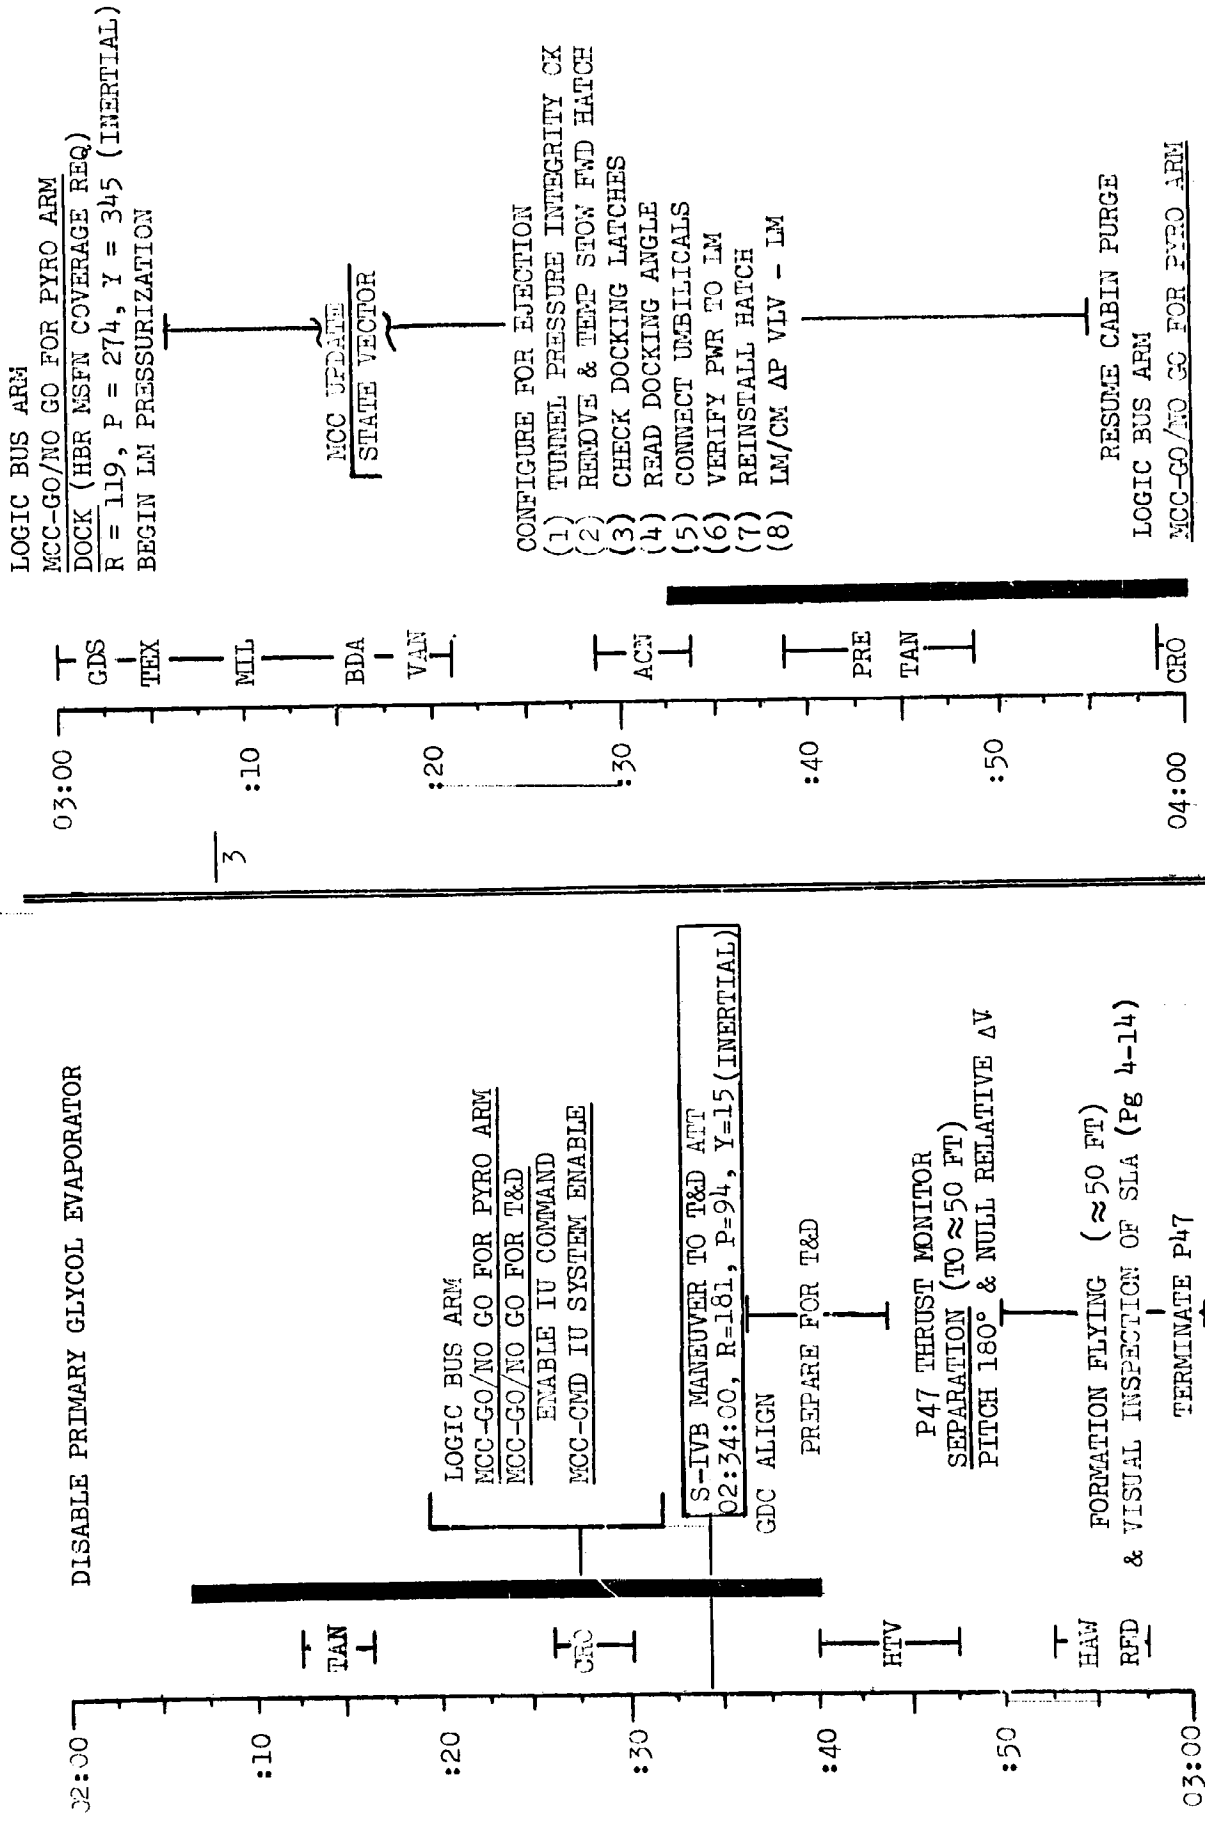 02:00
:10
:20
:30
:40
:50
03:00
TAN
CRO
HTV
HAW
RED
DISABLE PRIMARY GLYCOL EVAPORATOR
LOGIC BUS ARM
MCC-GO/NO GO FOR PYRO ARM
MCC-GO/NO GO FOR T&D
ENABLE IU COMMAND
MCC-CMD IU SYSTEM ENABLE
S-IVB MANEUVER TO T&D ATT
02:34:00, R=181, P=94, Y=15(INERTIAL)
GDC ALIGN
PREPARE FOR T&D
P47 THRUST MONITOR
SEPARATION (TO ≈50 FT)
PITCH 180° & NULL RELATIVE ΔV
FORMATION FLYING (≈50 FT)
& VISUAL INSPECTION OF SLA (Pg 4-14)
TERMINATE P47
3
03:00
:10
:20
:30
:40
:50
04:00
GDS
TEX
MIL
BDA
VAN
ACN
PRE
TAN
CRO
LOGIC BUS ARM
MCC-GO/NO GO FOR PYRO ARM
DOCK (HBR MSFN COVERAGE REQ)
R = 119, P = 274, Y = 345 (INERTIAL)
BEGIN LM PRESSURIZATION
MCC UPDATE
STATE VECTOR
CONFIGURE FOR EJECTION
(1) TUNNEL PRESSURE INTEGRITY CK
(2) REMOVE & TEMP STOW FWD HATCH
(3) CHECK DOCKING LATCHES
(4) READ DOCKING ANGLE
(5) CONNECT UMBILICALS
(6) VERIFY PWR TO LM
(7) REINSTALL HATCH
(8) LM/CM ΔP VLV - LM
RESUME CABIN PURGE
LOGIC BUS ARM
MCC-GO/NO GO FOR PYRO ARM